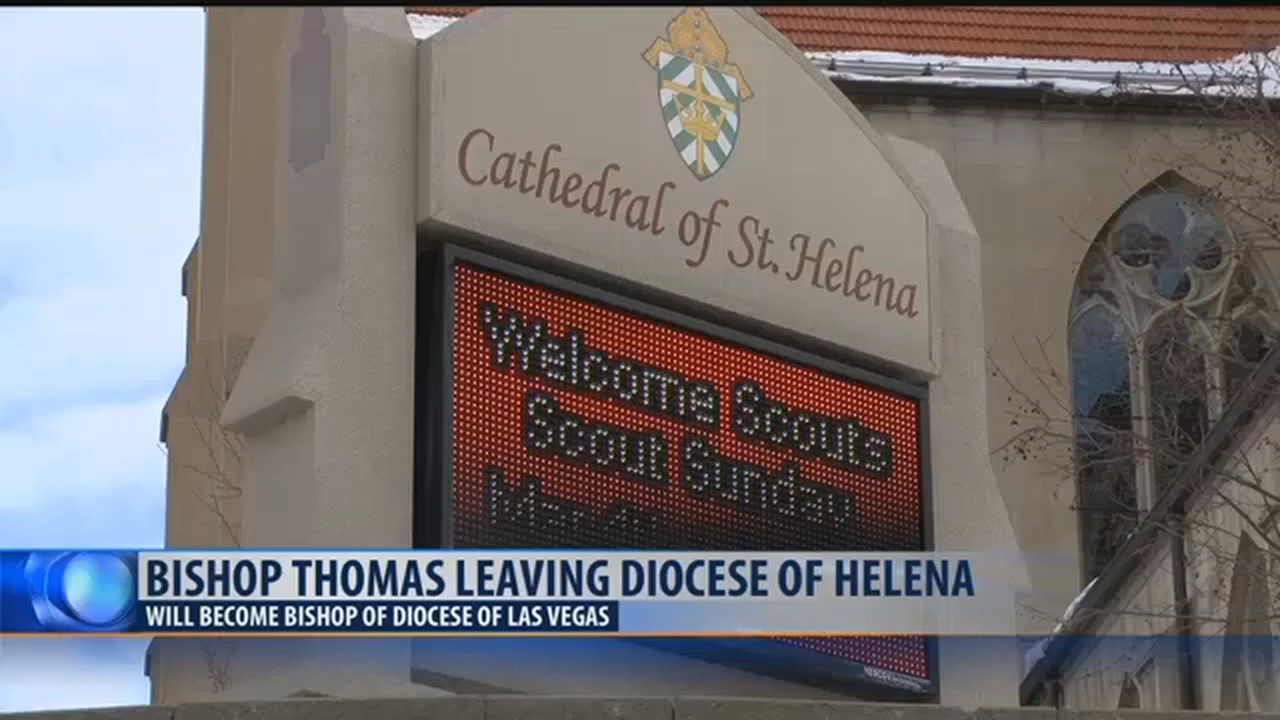 Cathedral of St. Helena
Welcome Scouts
Scout Sunday
BISHOP THOMAS LEAVING DIOCESE OF HELENA
WILL BECOME BISHOP OF DIOCESE OF LAS VEGAS